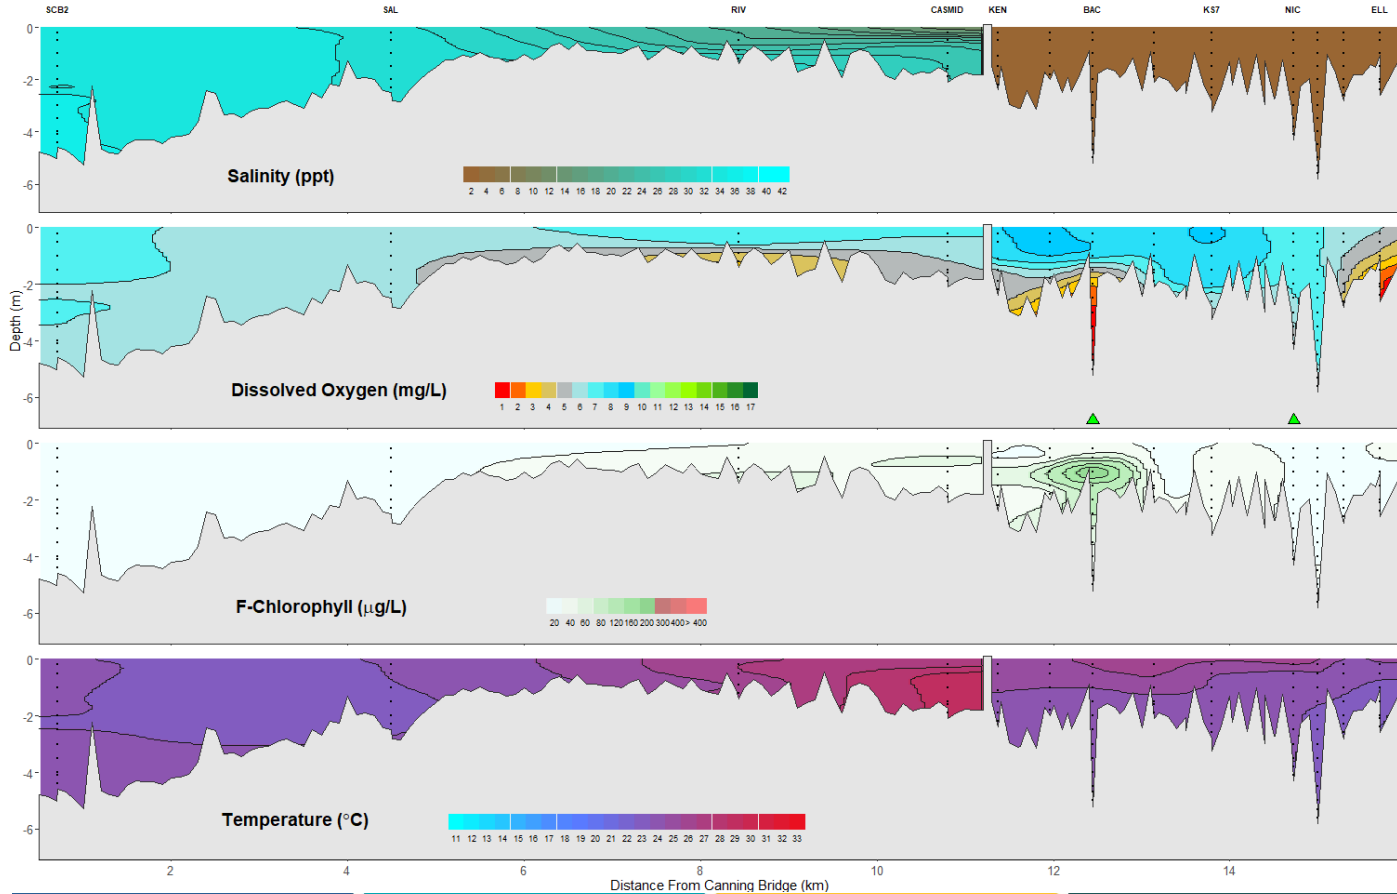 SCB2 SAL RIV CASMID KEN BAC KS7 NIC ELL
0
-2
-4
-6
Salinity (ppt)
2 4 6 8 10 12 14 16 18 20 22 24 26 28 30 32 34 36 38 40 42
0
-2
-4
-6
Depth (m)
Dissolved Oxygen (mg/L)
1 2 3 4 5 6 7 8 9 10 11 12 13 14 15 16 17
0
-2
-4
-6
F-Chlorophyll (µg/L)
20 40 60 80 120 160 200 300 400 > 400
0
-2
-4
-6
Temperature (°C)
11 12 13 14 15 16 17 18 19 20 21 22 23 24 25 26 27 28 29 30 31 32 33
2 4 6 8 10 12 14
Distance From Canning Bridge (km)